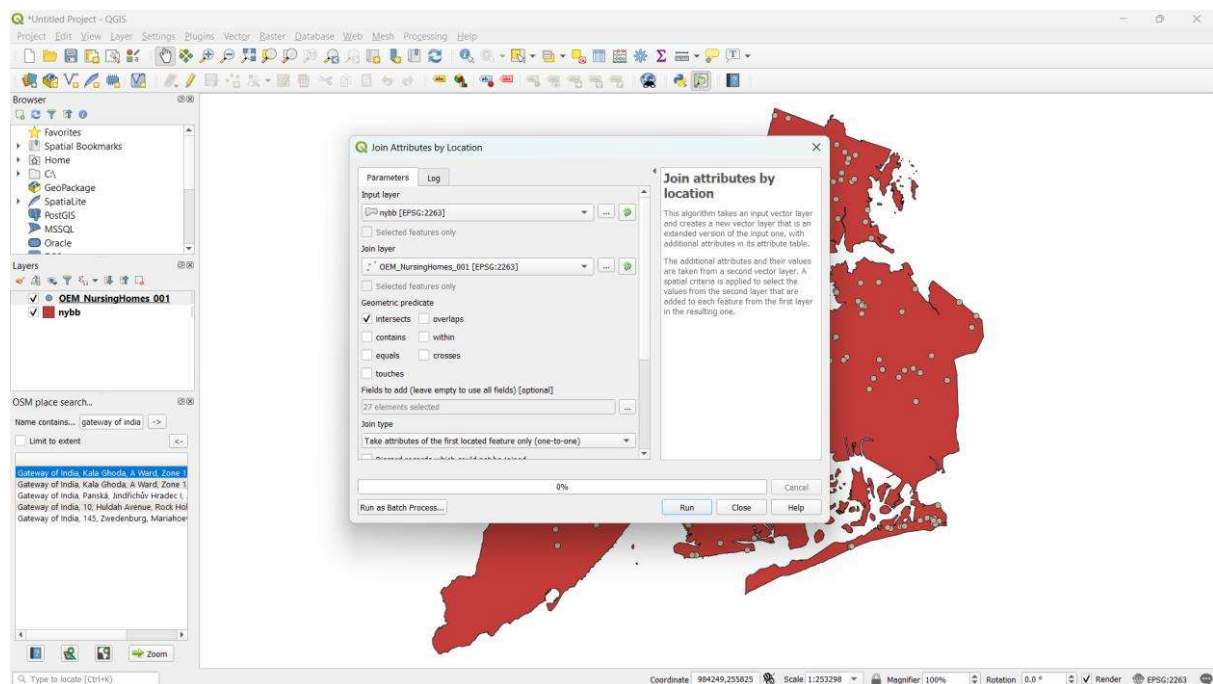 *Untitled Project - QGIS
Project Edit View Layer Settings Plugins Vector Raster Database Web Mesh Processing Help
Browser
Favorites
Spatial Bookmarks
Home
C:\
GeoPackage
SpatiaLite
PostGIS
MSSQL
Oracle
Layers
OEM_NursingHomes_001
nybb
OSM place search...
Name contains... gateway of india ->
Limit to extent <-
Gateway of India, Kala Ghoda, A Ward, Zone 1
Gateway of India, Kala Ghoda, A Ward, Zone 1
Gateway of India, Panská, Jindřichův Hradec I,
Gateway of India, 10, Huldah Avenue, Rock Hol
Gateway of India, 145, Zwedenburg, Mariahoe
Zoom
Join Attributes by Location
Parameters Log
Input layer
nybb [EPSG:2263]
...
Selected features only
Join layer
OEM_NursingHomes_001 [EPSG:2263]
...
Selected features only
Geometric predicate
intersects overlaps
contains within
equals crosses
touches
Fields to add (leave empty to use all fields) [optional]
27 elements selected
...
Join type
Take attributes of the first located feature only (one-to-one)
Discard records which could not be joined
0%
Cancel
Run as Batch Process...
Run Close Help
Join attributes by
location
This algorithm takes an input vector layer
and creates a new vector layer that is an
extended version of the input one, with
additional attributes in its attribute table.
The additional attributes and their values
are taken from a second vector layer. A
spatial criteria is applied to select the
values from the second layer that are
added to each feature from the first layer
in the resulting one.
Type to locate (Ctrl+K)
Coordinate 984249,255825 Scale 1:253298 Magnifier 100% Rotation 0.0 ° Render EPSG:2263